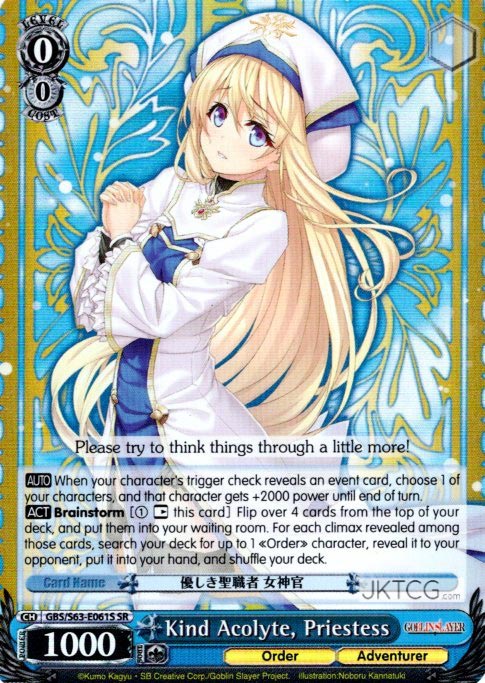 LEVEL
0
0
COST
Please try to think things through a little more!
AUTO When your character's trigger check reveals an event card, choose 1 of
your characters, and that character gets +2000 power until end of turn.
ACT Brainstorm [① this card] Flip over 4 cards from the top of your
deck, and put them into your waiting room. For each climax revealed among
those cards, search your deck for up to 1 «Order» character, reveal it to your
opponent, put it into your hand, and shuffle your deck.
Card Name 優しき聖職者 女神官
JKTCG.com
CH GBS/S63-E061S SR
POWER 1000 Kind Acolyte, Priestess GOBLIN SLAYER
Order Adventurer
©Kumo Kagyu・SB Creative Corp./Goblin Slayer Project. Illustration:Noboru Kannatuki